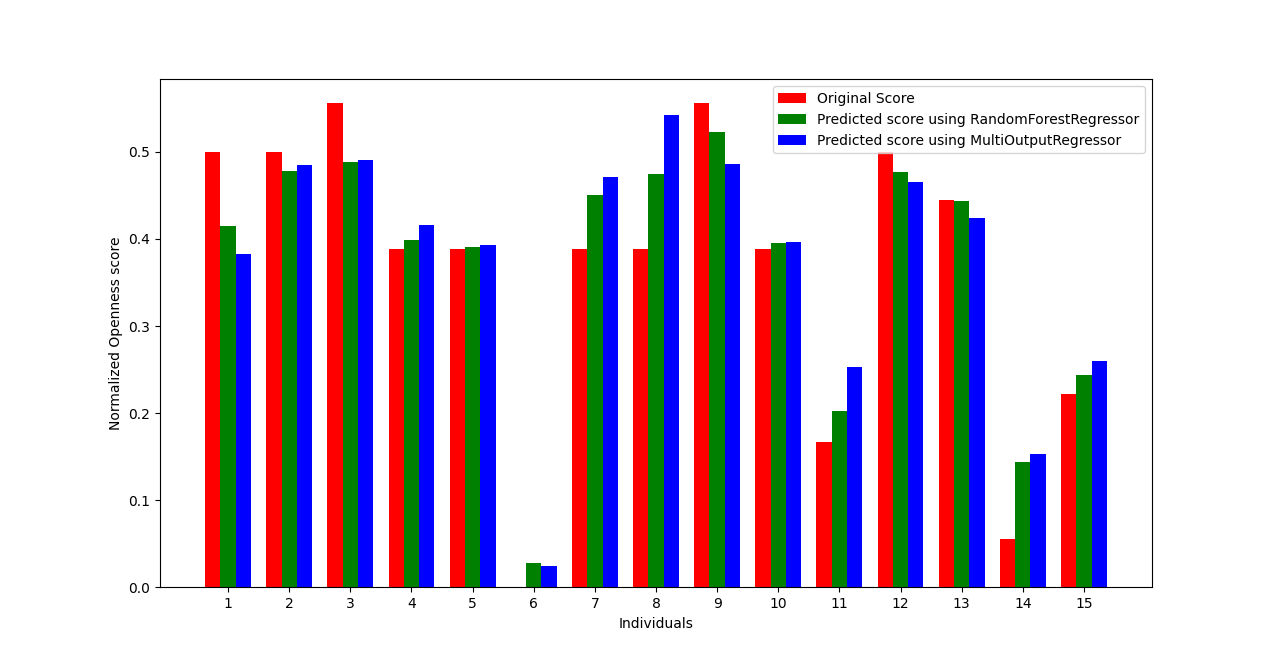 Original Score
Predicted score using RandomForestRegressor
Predicted score using MultiOutputRegressor
Normalized Openness score
0.5
0.4
0.3
0.2
0.1
0.0
1 2 3 4 5 6 7 8 9 10 11 12 13 14 15
Individuals